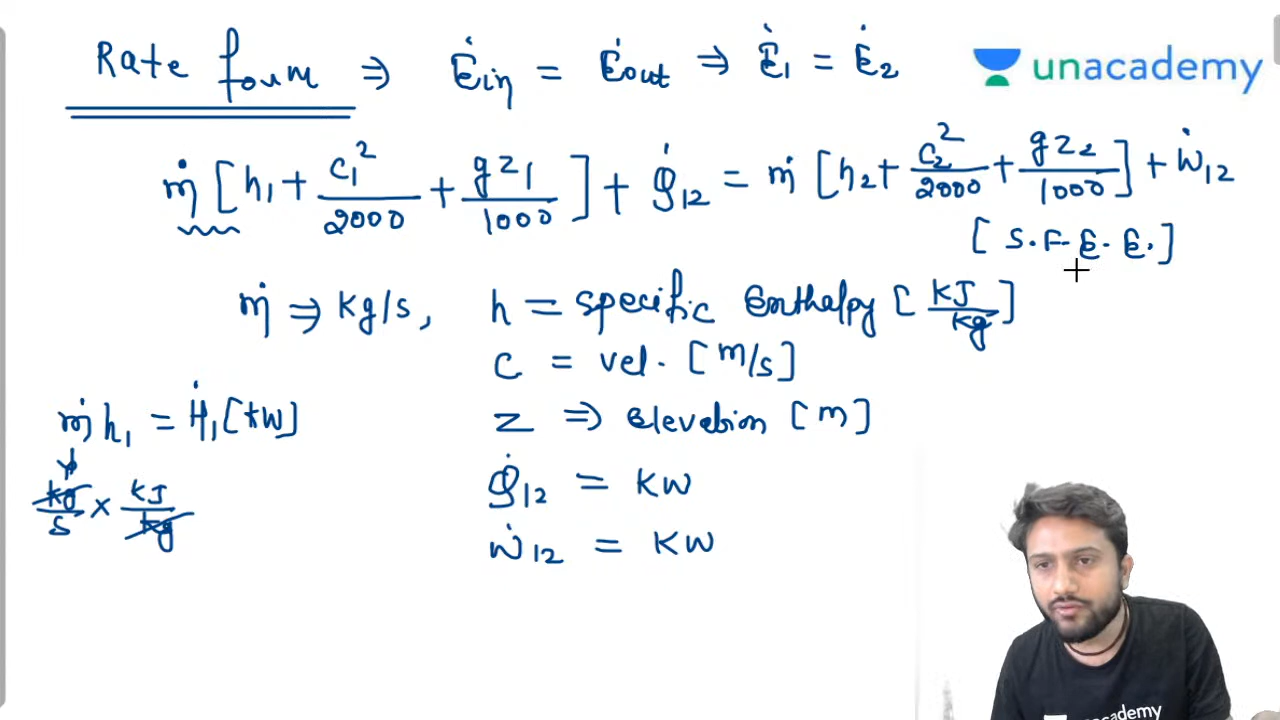 Rate form ⇒ Ėin = Ėout ⇒ Ė1 = Ė2
unacademy
ṁ [h1 + c1²/2000 + gz1/1000] + Q̇12 = ṁ [h2 + c2²/2000 + gz2/1000] + ẇ12
[S.F.E.E.]
ṁ ⇒ kg/s, h = specific Enthalpy [KJ/kg]
c = vel. [m/s]
ṁh1 = Ḣ1 [kW]
z ⇒ Elevation [m]
kg/s × KJ/kg
Q̇12 = KW
ẇ12 = KW
unacademy